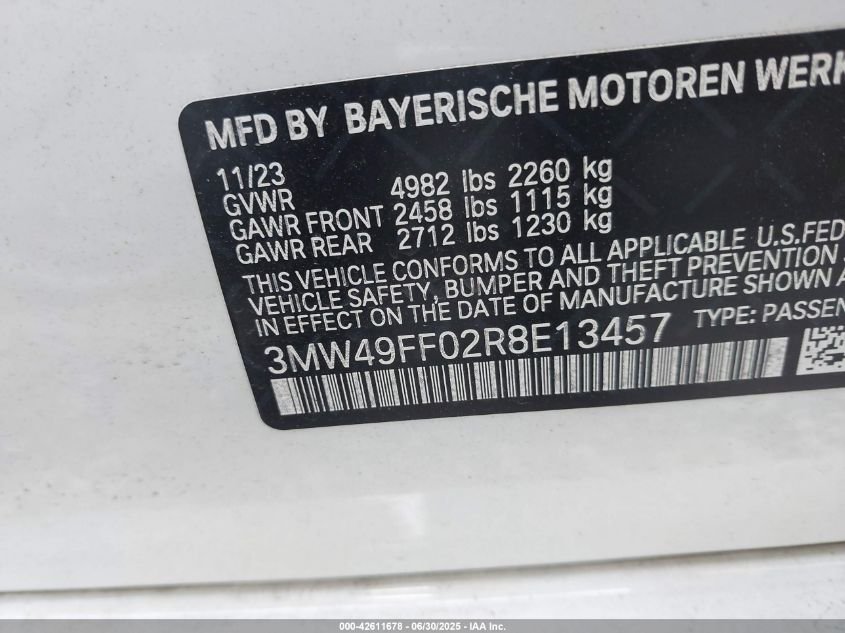 MFD BY BAYERISCHE MOTOREN WERK
11/23
GVWR 4982 lbs 2260 kg
GAWR FRONT 2458 lbs 1115 kg
GAWR REAR 2712 lbs 1230 kg
THIS VEHICLE CONFORMS TO ALL APPLICABLE U.S.FED
VEHICLE SAFETY, BUMPER AND THEFT PREVENTION
IN EFFECT ON THE DATE OF MANUFACTURE SHOWN A
3MW49FF02R8E13457 TYPE: PASSEN
000-42611678 - 06/30/2025 - IAA Inc.